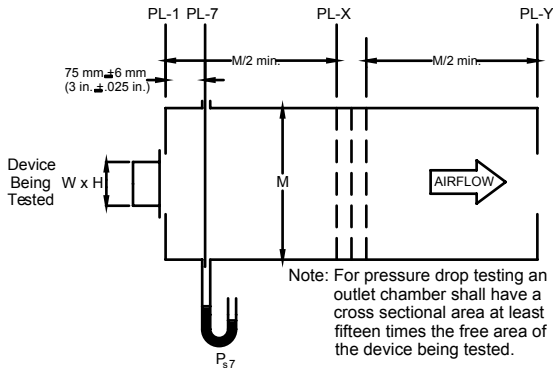 PL-1 PL-7 PL-X PL-Y
M/2 min. M/2 min.
75 mm ±6 mm
(3 in. ±.025 in.)
Device
Being
Tested
W x H
M
AIRFLOW
Note: For pressure drop testing an
outlet chamber shall have a
cross sectional area at least
fifteen times the free area of
the device being tested.
Ps7